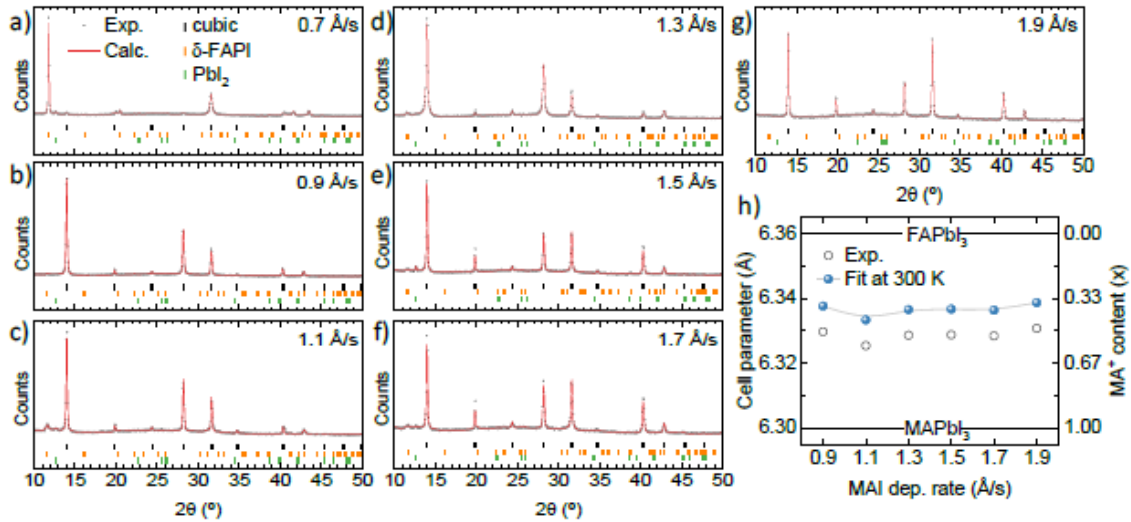 a)
Exp.
Calc.
cubic
δ-FAPI
PbI2
0.7 Å/s
Counts
b)
0.9 Å/s
Counts
c)
1.1 Å/s
Counts
10 15 20 25 30 35 40 45 50
2θ (º)
d)
1.3 Å/s
Counts
e)
1.5 Å/s
Counts
f)
1.7 Å/s
Counts
10 15 20 25 30 35 40 45 50
2θ (º)
g)
1.9 Å/s
Counts
10 15 20 25 30 35 40 45 50
2θ (º)
h)
Cell parameter (Å)
6.36
6.34
6.32
6.30
FAPbI3
Exp.
Fit at 300 K
MAPbI3
0.00
0.33
0.67
1.00
MA+ content (x)
0.9 1.1 1.3 1.5 1.7 1.9
MAI dep. rate (Å/s)